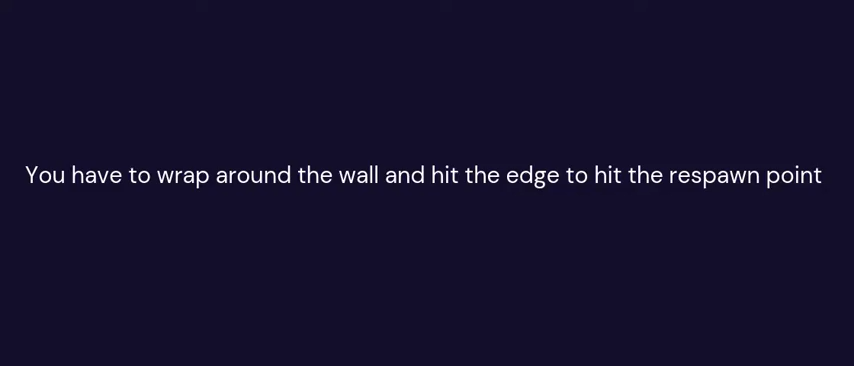 You have to wrap around the wall and hit the edge to hit the respawn point